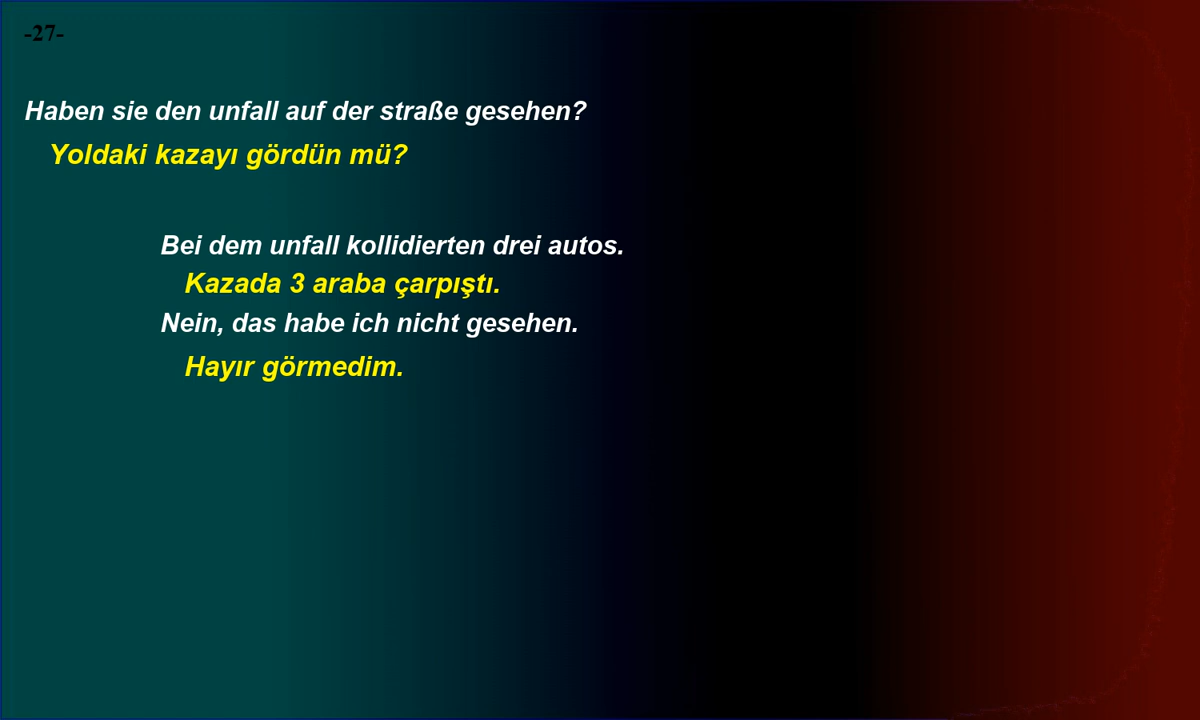 -27-
Haben sie den unfall auf der straße gesehen?
Yoldaki kazayı gördün mü?
Bei dem unfall kollidierten drei autos.
Kazada 3 araba çarpıştı.
Nein, das habe ich nicht gesehen.
Hayır görmedim.